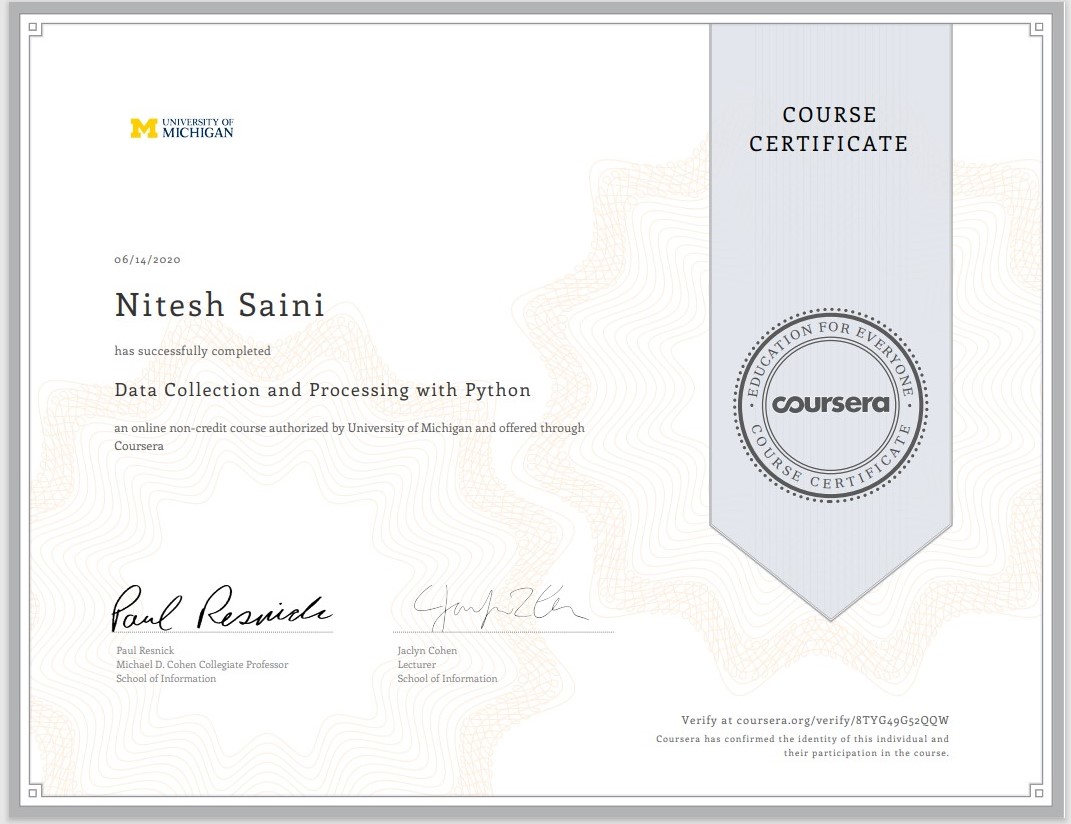 UNIVERSITY OF
MICHIGAN
COURSE
CERTIFICATE
06/14/2020
Nitesh Saini
has successfully completed
Data Collection and Processing with Python
an online non-credit course authorized by University of Michigan and offered through
Coursera
EDUCATION FOR EVERYONE
coursera
COURSE CERTIFICATE
Paul Resnick
Paul Resnick
Michael D. Cohen Collegiate Professor
School of Information
Jaclyn Cohen
Lecturer
School of Information
Verify at coursera.org/verify/8TYG49G52QQW
Coursera has confirmed the identity of this individual and
their participation in the course.